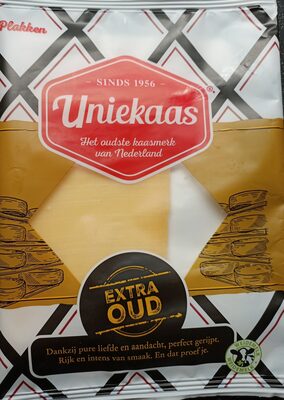 Plakken
- SINDS 1956 -
Uniekaas®
Het oudste kaasmerk
van Nederland
EXTRA
OUD
Dankzij pure liefde en aandacht, perfect gerijpt.
Rijk en intens van smaak. En dat proef je.